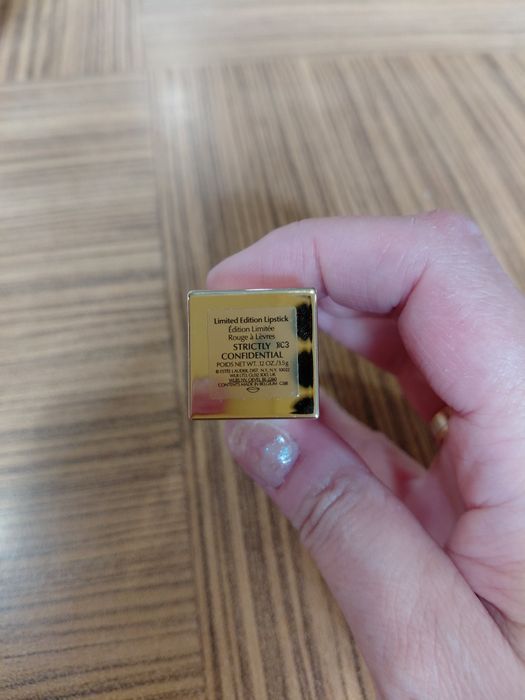 Limited Edition Lipstick
Édition Limitée
Rouge à Lèvres
STRICTLY
CONFIDENTIAL
POIDS NET WT. .12 OZ./3.5g
© ESTÉE LAUDER, DIST. N.Y., N.Y. 10022
CONTENTS MADE IN BELGIUM